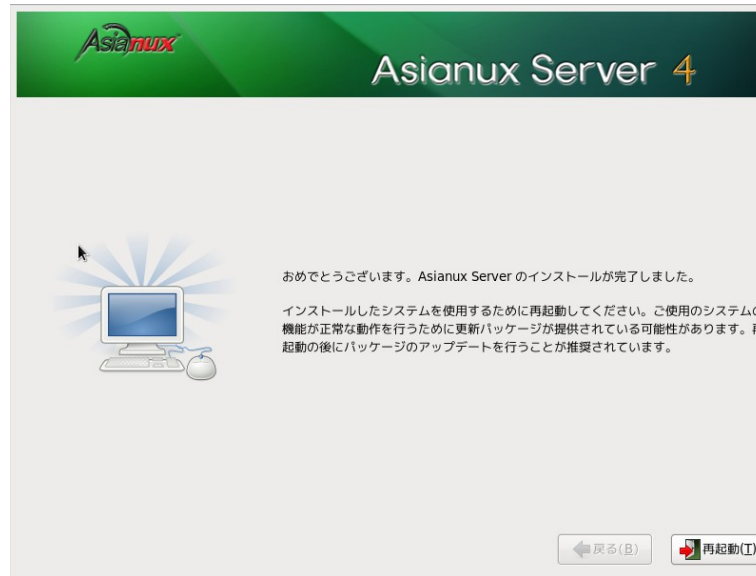 Asianux
Asianux Server 4
おめでとうございます。Asianux Server のインストールが完了しました。
インストールしたシステムを使用するために再起動してください。ご使用のシステムの
機能が正常な動作を行うために更新パッケージが提供されている可能性があります。再
起動の後にパッケージのアップデートを行うことが推奨されています。
戻る(B)
再起動(T)